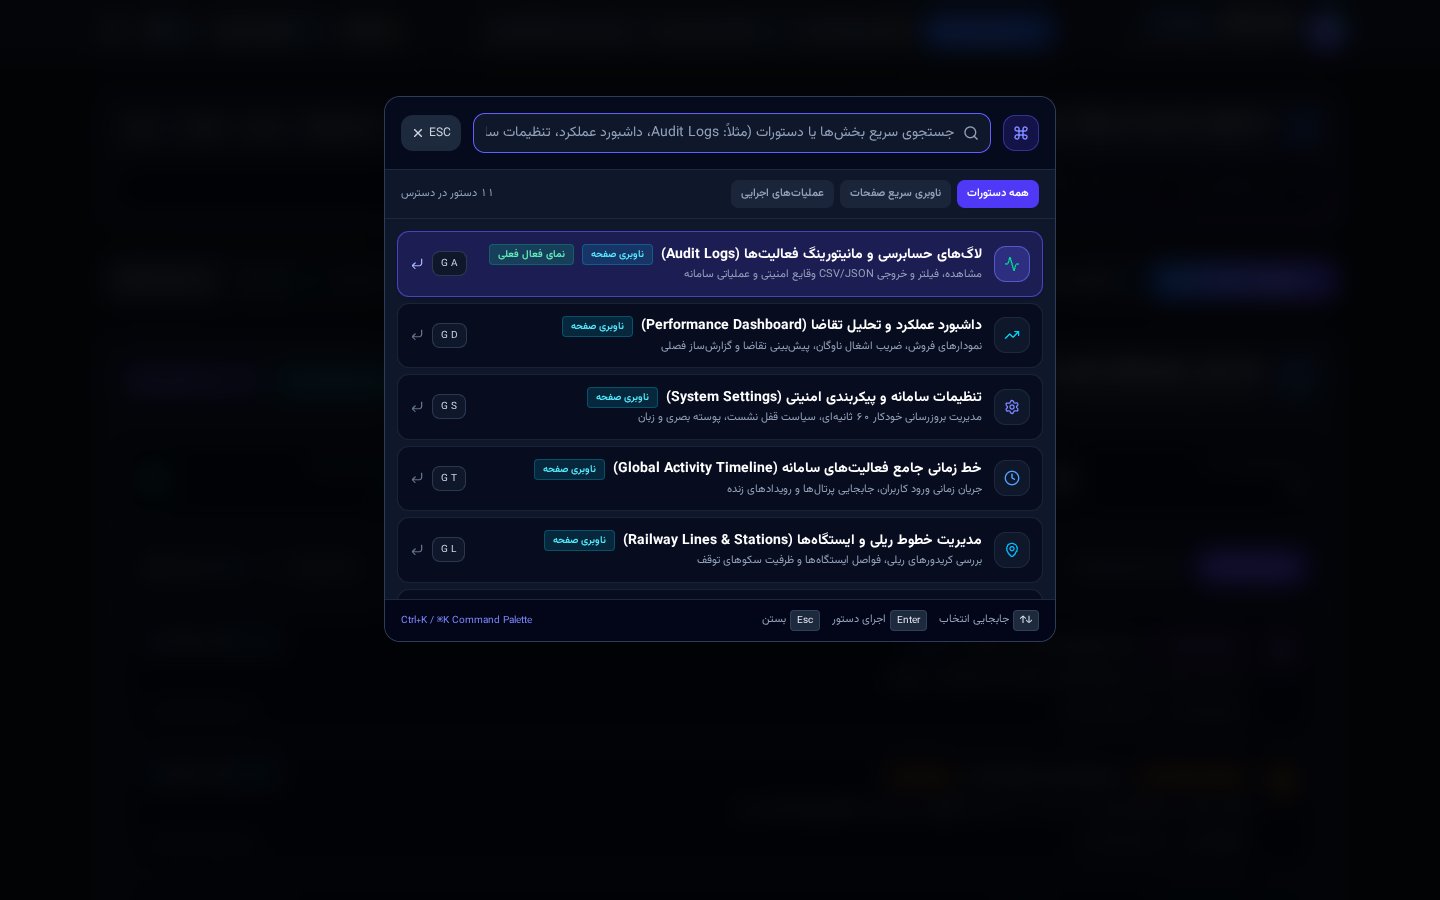 جستجوی سریع بخش‌ها یا دستورات (مثلاً: Audit Logs، داشبورد عملکرد، تنظیمات سا
ESC
همه دستورات
ناوبری سریع صفحات
عملیات‌های اجرایی
۱۱ دستور در دسترس
لاگ‌های حسابرسی و مانیتورینگ فعالیت‌ها (Audit Logs) ناوبری صفحه نمای فعال فعلی
مشاهده، فیلتر و خروجی CSV/JSON وقایع امنیتی و عملیاتی سامانه
G A
داشبورد عملکرد و تحلیل تقاضا (Performance Dashboard) ناوبری صفحه
نمودارهای فروش، ضریب اشغال ناوگان، پیش‌بینی تقاضا و گزارش‌ساز فصلی
G D
تنظیمات سامانه و پیکربندی امنیتی (System Settings) ناوبری صفحه
مدیریت بروزرسانی خودکار ۶۰ ثانیه‌ای، سیاست قفل نشست، پوسته بصری و زبان
G S
خط زمانی جامع فعالیت‌های سامانه (Global Activity Timeline) ناوبری صفحه
جریان زمانی ورود کاربران، جابجایی پرتال‌ها و رویدادهای زنده
G T
مدیریت خطوط ریلی و ایستگاه‌ها (Railway Lines & Stations) ناوبری صفحه
بررسی کریدورهای ریلی، فواصل ایستگاه‌ها و ظرفیت سکوهای توقف
G L
جابجایی انتخاب
Enter اجرای دستور
Esc بستن
Ctrl+K / ⌘K Command Palette